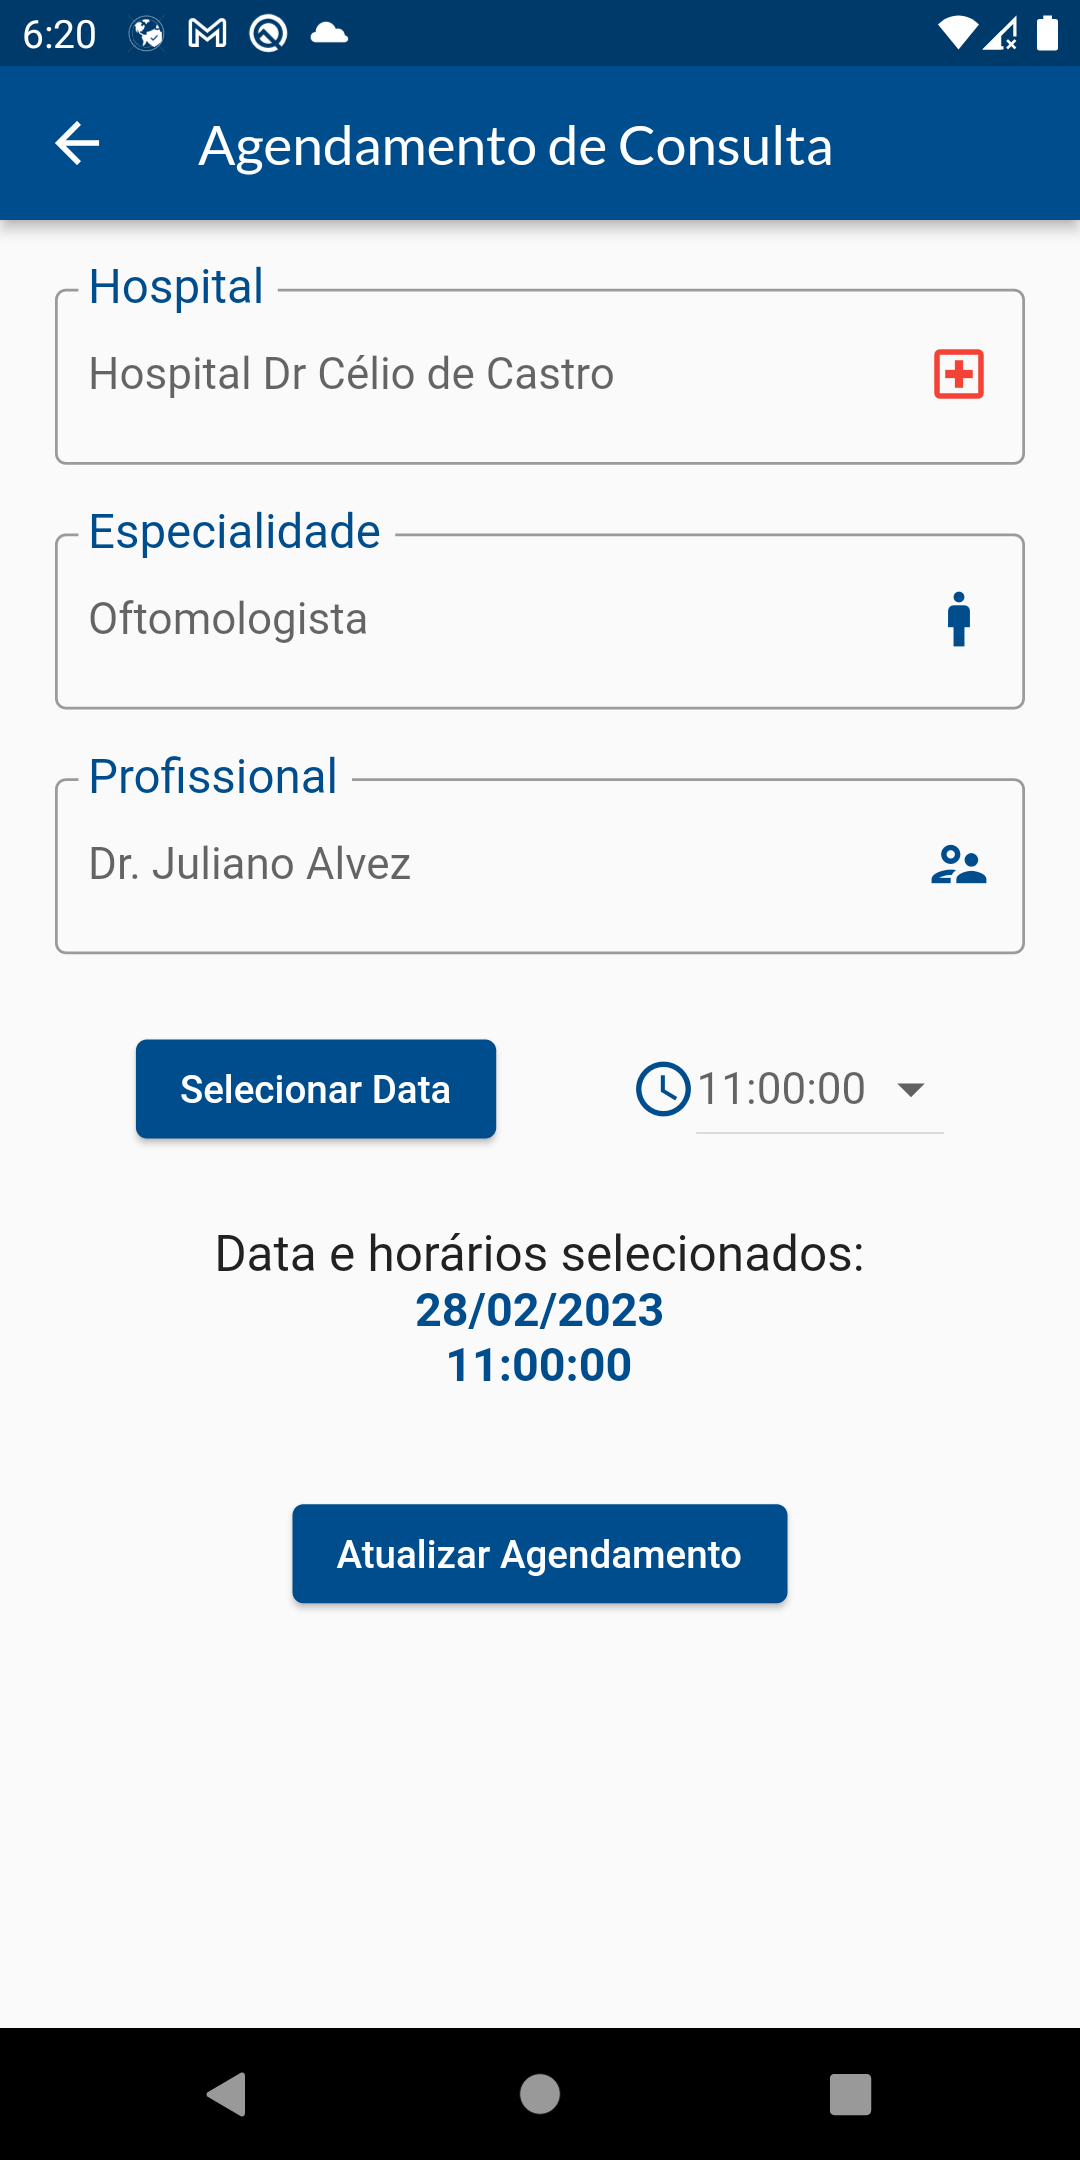 6:20
Agendamento de Consulta
Hospital
Hospital Dr Célio de Castro
Especialidade
Oftomologista
Profissional
Dr. Juliano Alvez
Selecionar Data
11:00:00
Data e horários selecionados:
28/02/2023
11:00:00
Atualizar Agendamento